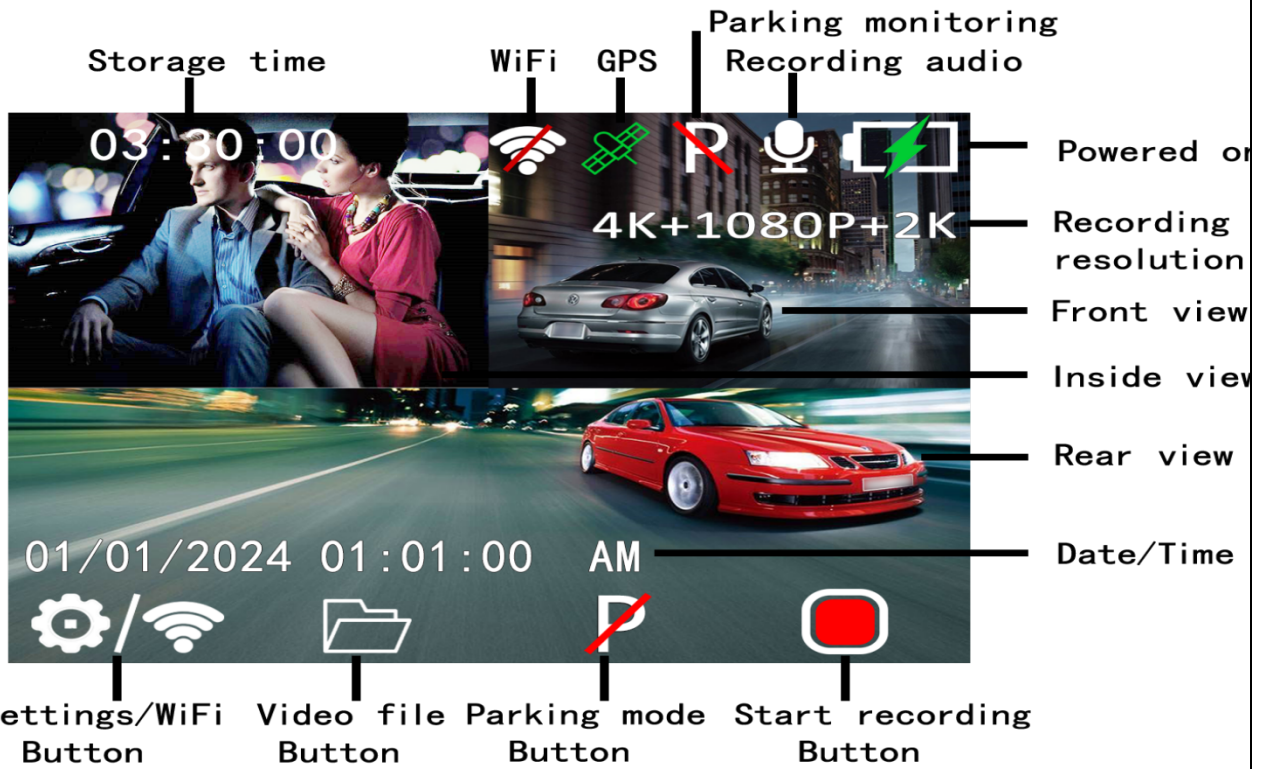 Parking monitoring
Storage time
WiFi
GPS
Recording audio
03:30:00
P
Powered on
4K+1080P+2K
Recording
resolution
Front view
Inside view
Rear view
01/01/2024 01:01:00 AM
Date/Time
/
P
ettings/WiFi
Button
Video file
Button
Parking mode
Button
Start recording
Button